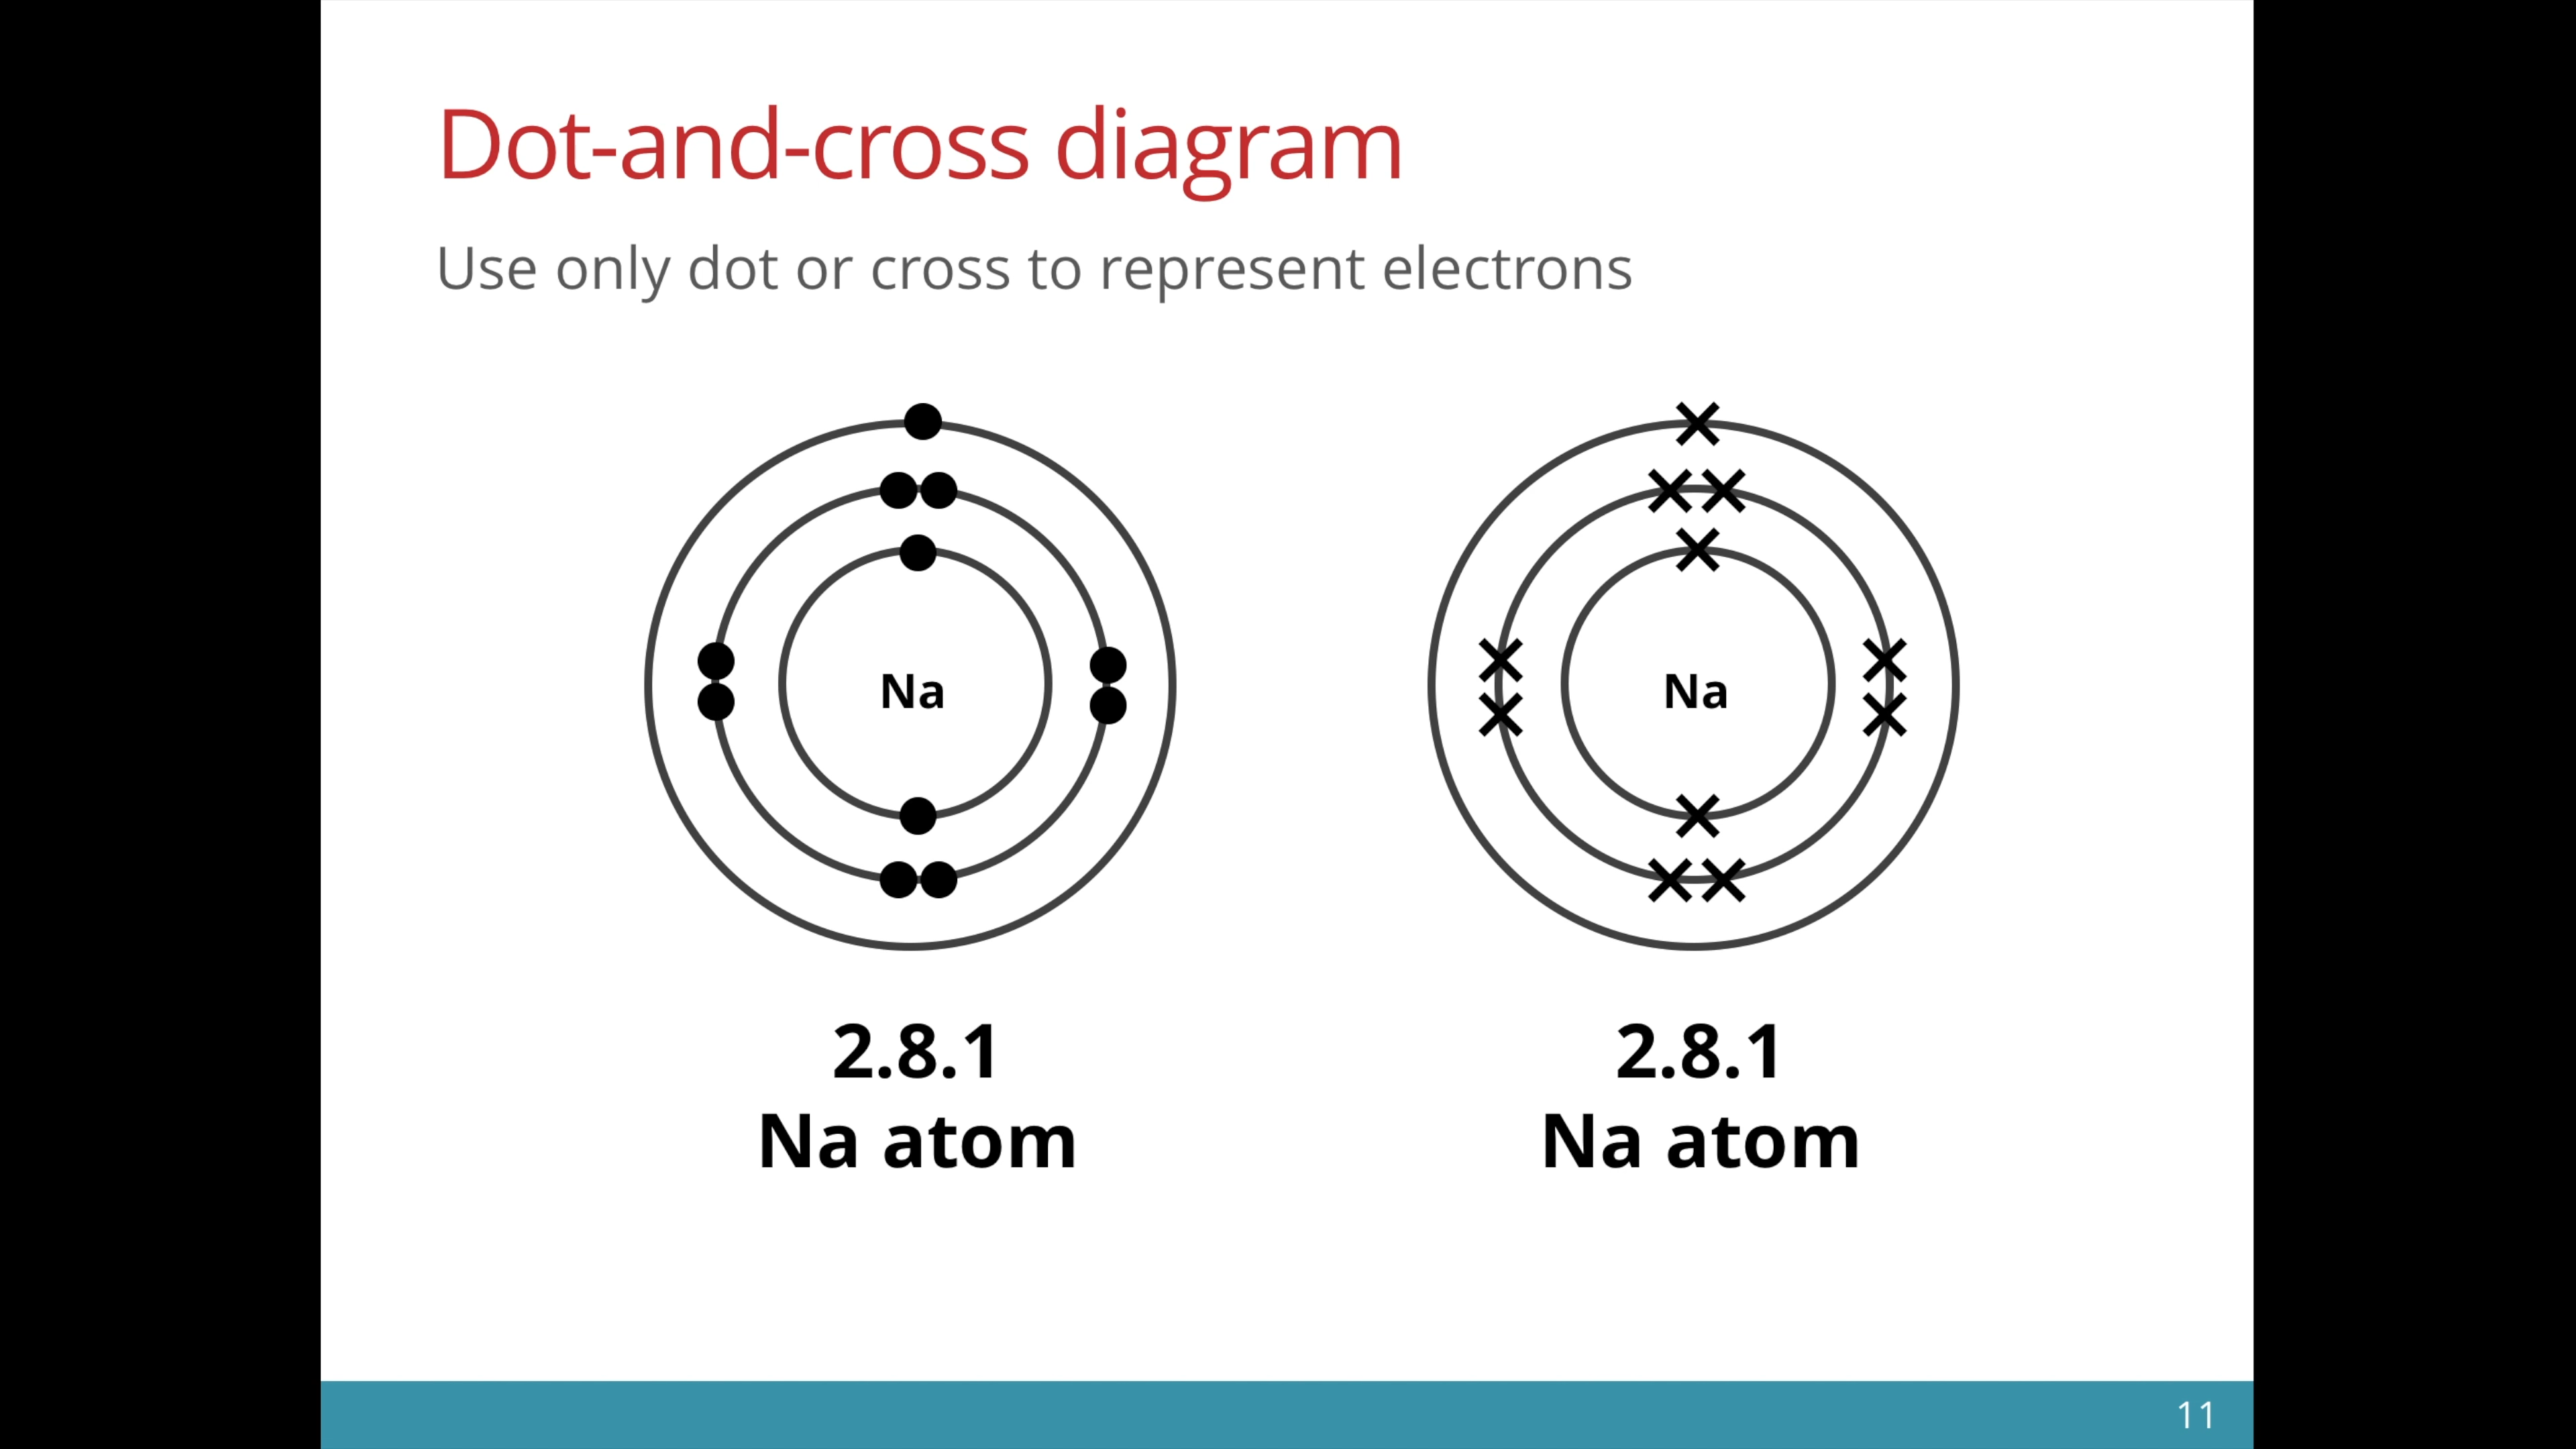 Dot-and-cross diagram
Use only dot or cross to represent electrons
Na
Na
2.8.1
Na atom
2.8.1
Na atom
11